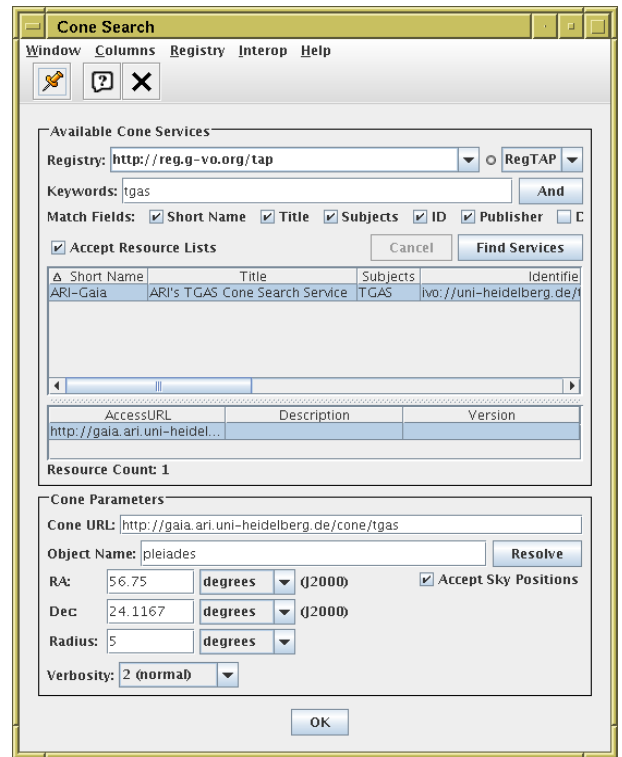 Cone Search
Window Columns Registry Interop Help
Available Cone Services
Registry: http://reg.g-vo.org/tap RegTAP
Keywords: tgas And
Match Fields: Short Name Title Subjects ID Publisher
Accept Resource Lists Cancel Find Services
Short Name Title Subjects Identifie
ARI-Gaia ARI's TGAS Cone Search Service TGAS ivo://uni-heidelberg.de/
AccessURL Description Version
http://gaia.ari.uni-heidel...
Resource Count: 1
Cone Parameters
Cone URL: http://gaia.ari.uni-heidelberg.de/cone/tgas
Object Name: pleiades Resolve
RA: 56.75 degrees (J2000) Accept Sky Positions
Dec: 24.1167 degrees (J2000)
Radius: 5 degrees
Verbosity: 2 (normal)
OK